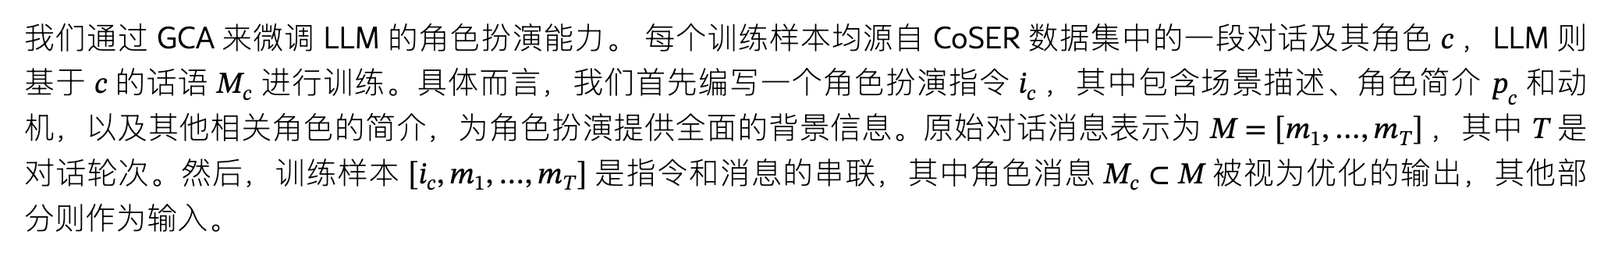 我们通过 GCA 来微调 LLM 的角色扮演能力。 每个训练样本均源自 CoSER 数据集中的一段对话及其角色 c ，LLM 则
基于 c 的话语 M_c 进行训练。具体而言，我们首先编写一个角色扮演指令 i_c ，其中包含场景描述、角色简介 p_c 和动
机，以及其他相关角色的简介，为角色扮演提供全面的背景信息。原始对话消息表示为 M = [m_1, …, m_T] ，其中 T 是
对话轮次。然后，训练样本 [i_c, m_1, …, m_T] 是指令和消息的串联，其中角色消息 M_c ⊂ M 被视为优化的输出，其他部
分则作为输入。